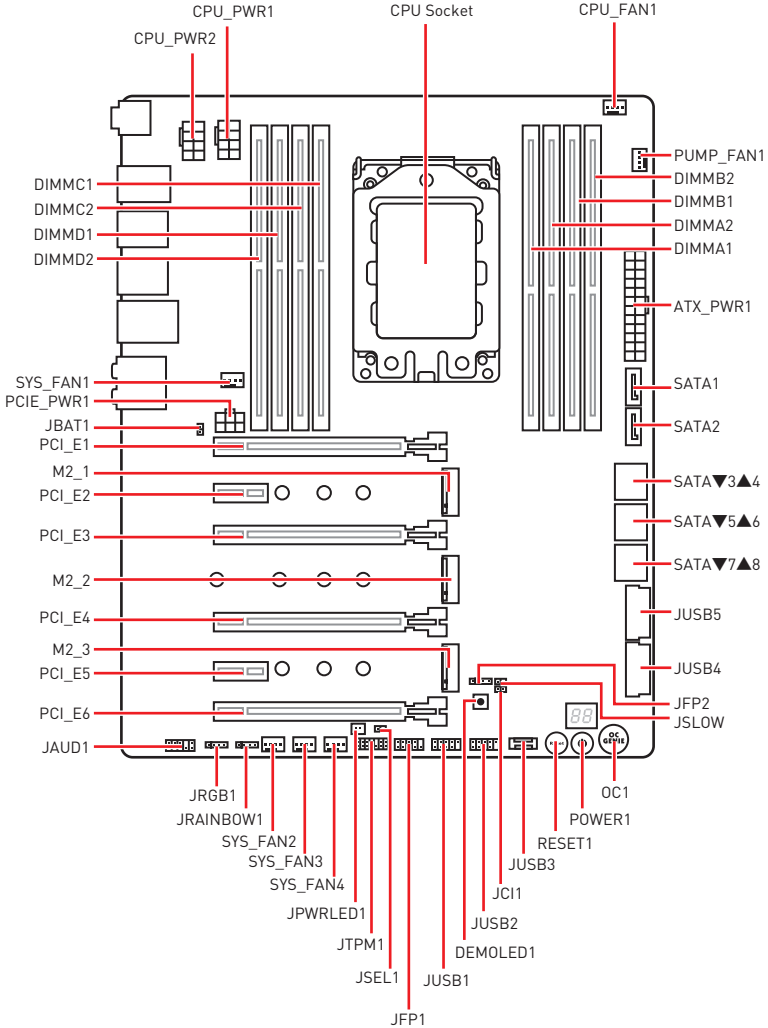 CPU_PWR1
CPU Socket
CPU_FAN1
CPU_PWR2
PUMP_FAN1
DIMMC1
DIMMB2
DIMMC2
DIMMB1
DIMMD1
DIMMA2
DIMMD2
DIMMA1
ATX_PWR1
SYS_FAN1
SATA1
PCIE_PWR1
JBAT1
SATA2
PCI_E1
M2_1
SATA▼3▲4
PCI_E2
SATA▼5▲6
PCI_E3
SATA▼7▲8
M2_2
PCI_E4
JUSB5
M2_3
JUSB4
PCI_E5
JFP2
88
PCI_E6
JSLOW
OC
GENIE
JAUD1
OC1
JRGB1
POWER1
JRAINBOW1
RESET1
SYS_FAN2
SYS_FAN3
JUSB3
SYS_FAN4
JCI1
JPWRLED1
JUSB2
JTPM1
DEMOLED1
JSEL1
JUSB1
JFP1